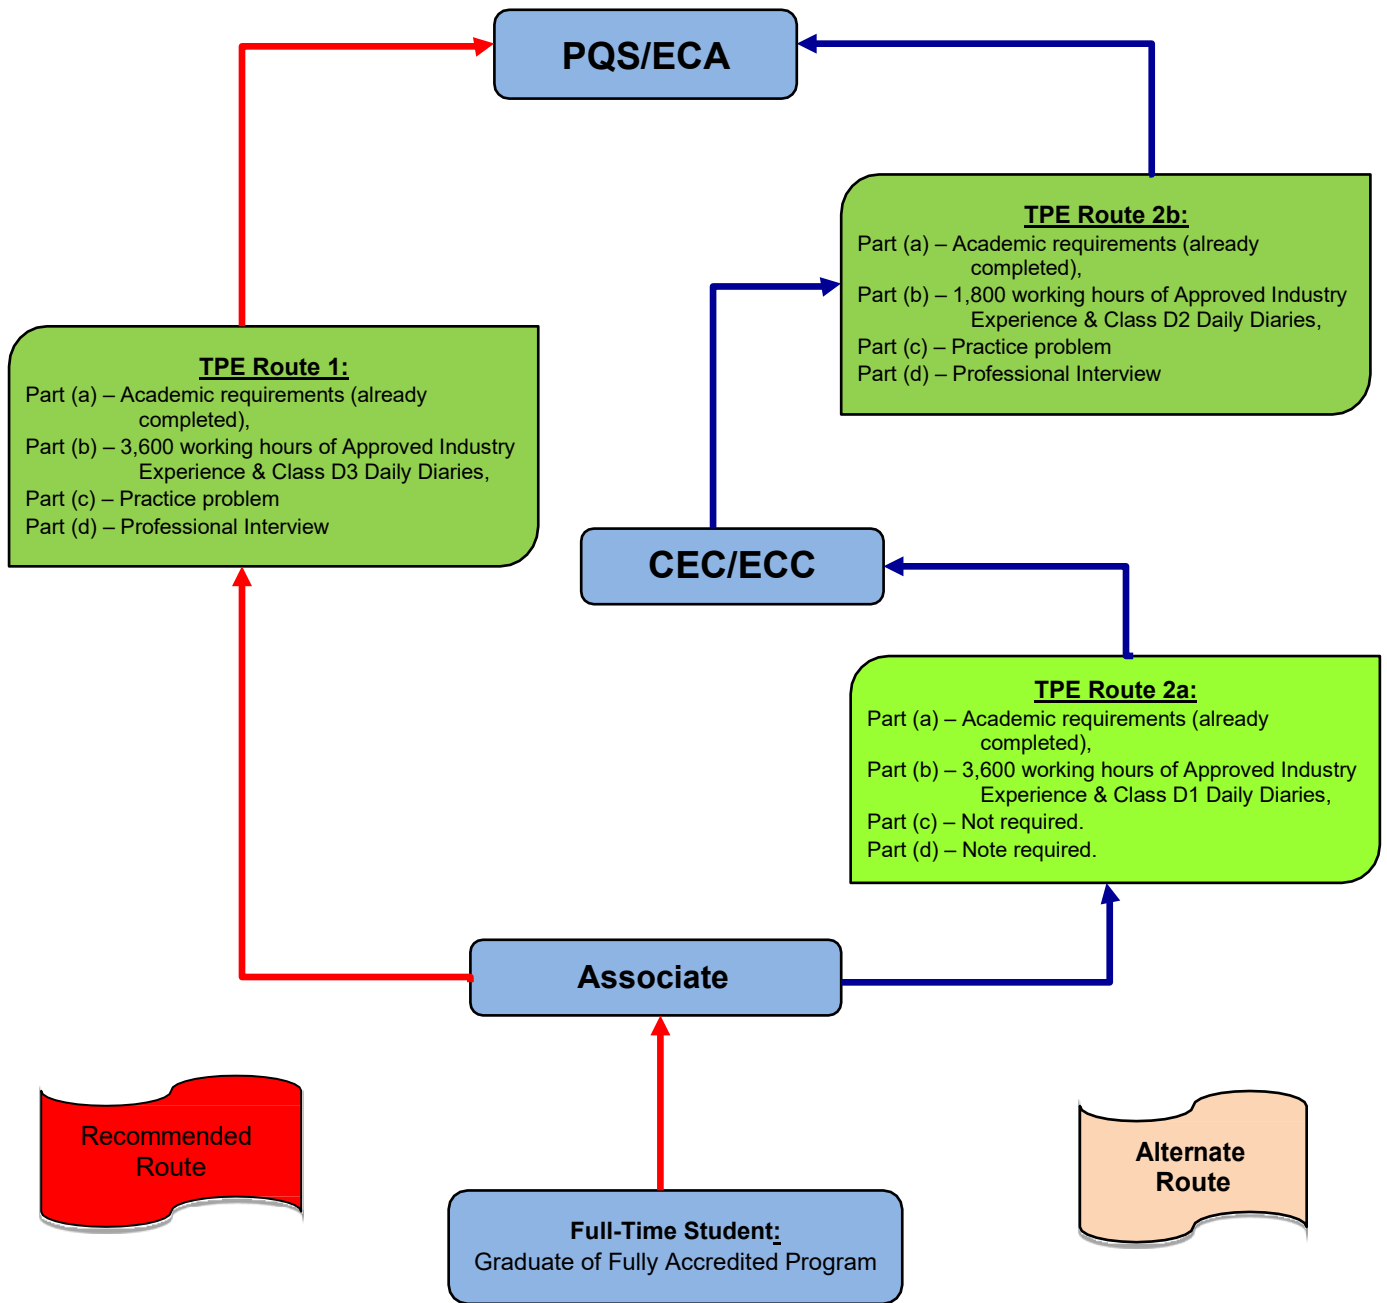 PQS/ECA
TPE Route 2b:
Part (a) – Academic requirements (already
completed),
Part (b) – 1,800 working hours of Approved Industry
Experience & Class D2 Daily Diaries,
Part (c) – Practice problem
Part (d) – Professional Interview
TPE Route 1:
Part (a) – Academic requirements (already
completed),
Part (b) – 3,600 working hours of Approved Industry
Experience & Class D3 Daily Diaries,
Part (c) – Practice problem
Part (d) – Professional Interview
CEC/ECC
TPE Route 2a:
Part (a) – Academic requirements (already
completed),
Part (b) – 3,600 working hours of Approved Industry
Experience & Class D1 Daily Diaries,
Part (c) – Not required.
Part (d) – Note required.
Associate
Recommended
Route
Alternate
Route
Full-Time Student:
Graduate of Fully Accredited Program